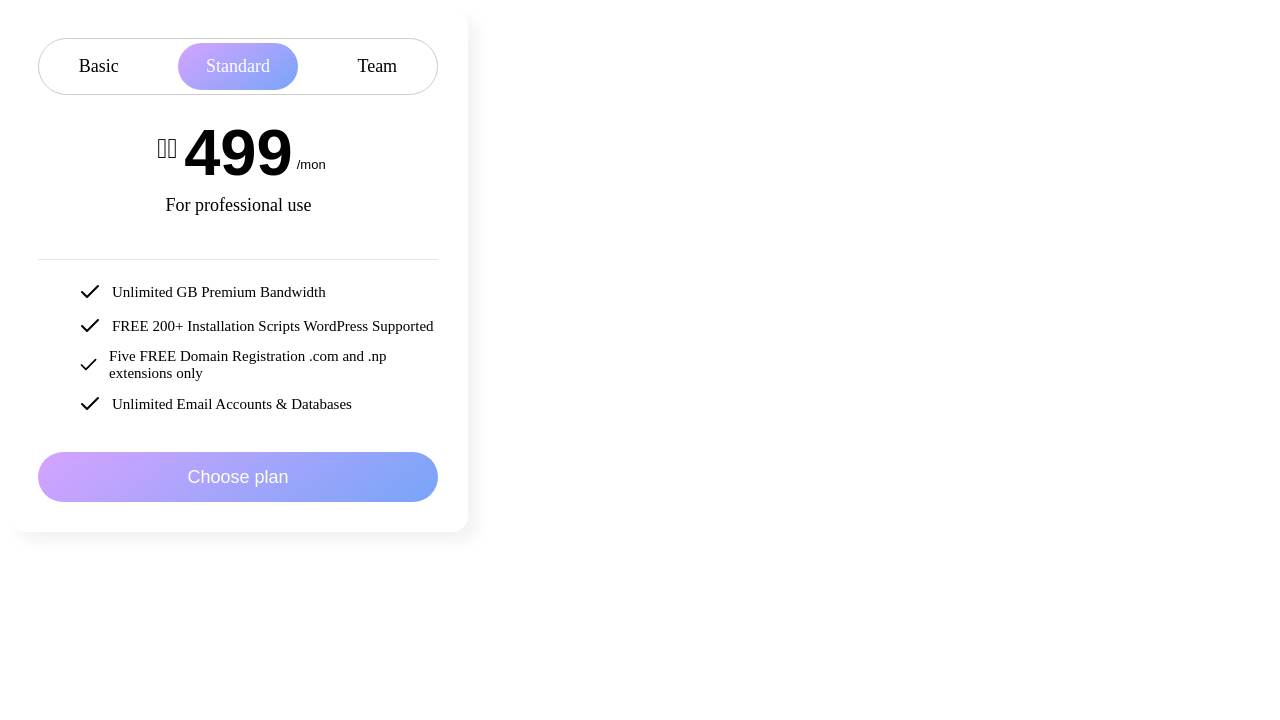 Basic Standard Team
499 /mon
For professional use
Unlimited GB Premium Bandwidth
FREE 200+ Installation Scripts WordPress Supported
Five FREE Domain Registration .com and .np
extensions only
Unlimited Email Accounts & Databases
Choose plan